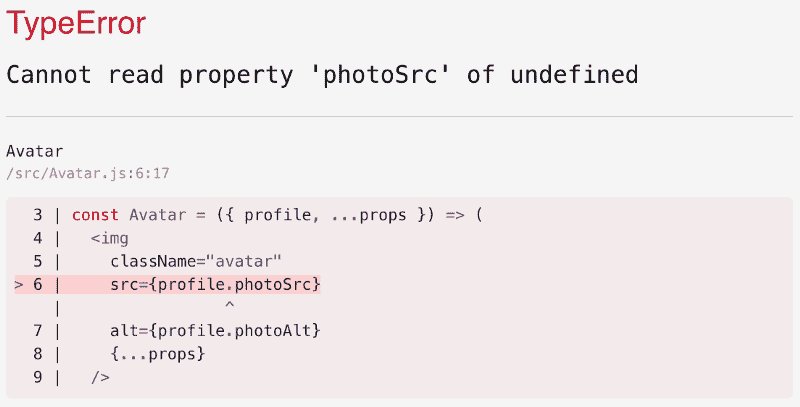 TypeError
Cannot read property 'photoSrc' of undefined
Avatar
/src/Avatar.js:6:17
  3 | const Avatar = ({ profile, ...props }) => (
  4 |   <img
  5 |     className="avatar"
> 6 |     src={profile.photoSrc}
    |                 ^
  7 |     alt={profile.photoAlt}
  8 |     {...props}
  9 |   />